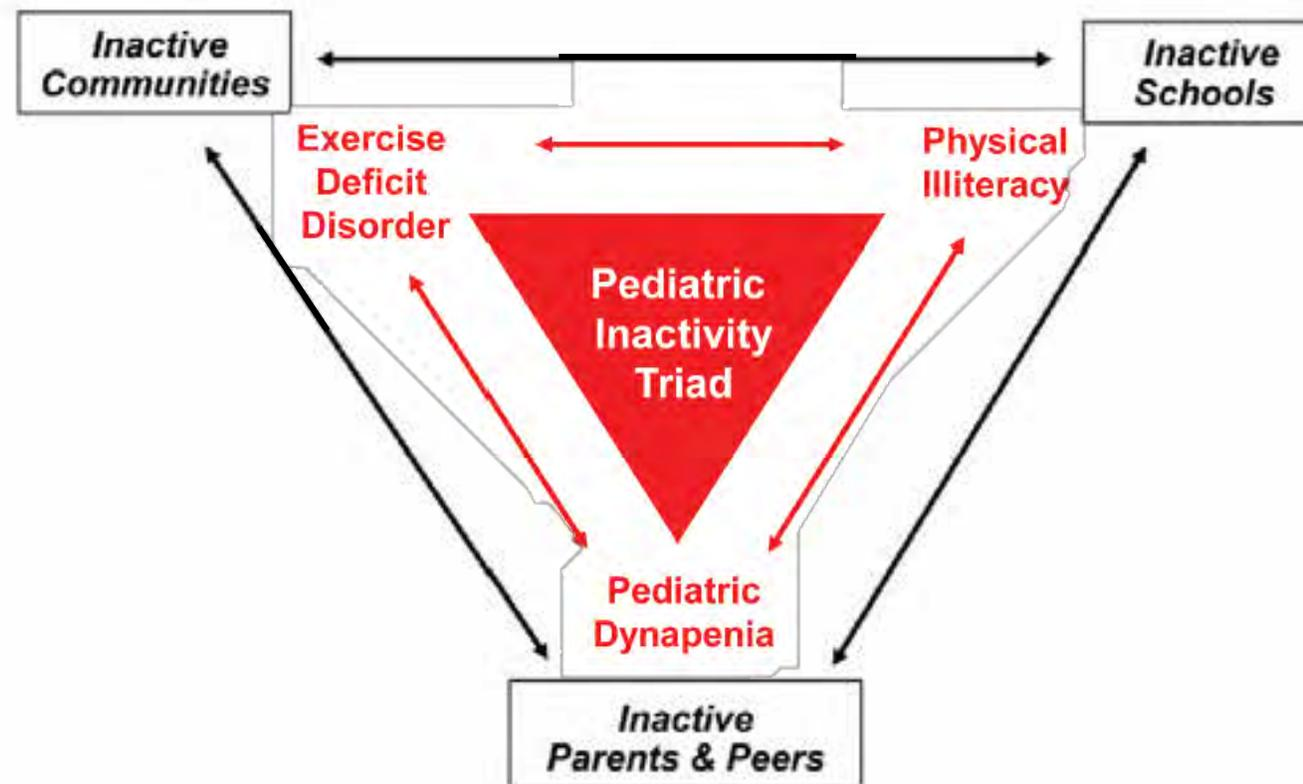 Inactive
Communities
Inactive
Schools
Exercise
Deficit
Disorder
Physical
Illiteracy
Pediatric
Inactivity
Triad
Pediatric
Dynapenia
Inactive
Parents & Peers